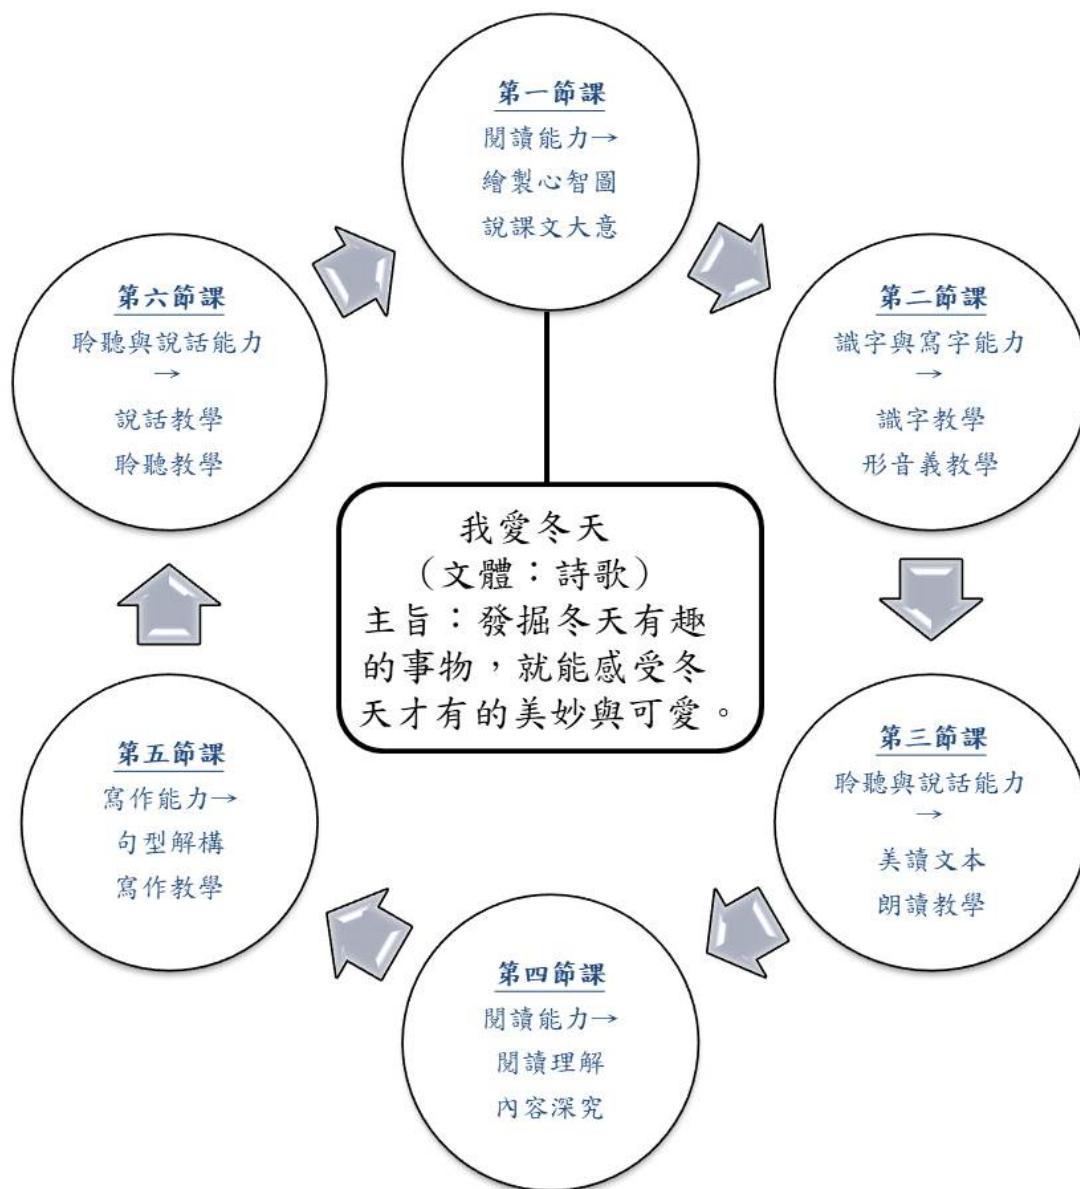 第一節課
閱讀能力→
繪製心智圖
說課文大意
第二節課
識字與寫字能力
→
識字教學
形音義教學
第三節課
聆聽與說話能力
→
美讀文本
朗讀教學
第四節課
閱讀能力→
閱讀理解
內容深究
第五節課
寫作能力→
句型解構
寫作教學
第六節課
聆聽與說話能力
→
說話教學
聆聽教學
我愛冬天
（文體：詩歌）
主旨：發掘冬天有趣
的事物，就能感受冬
天才有的美妙與可愛。